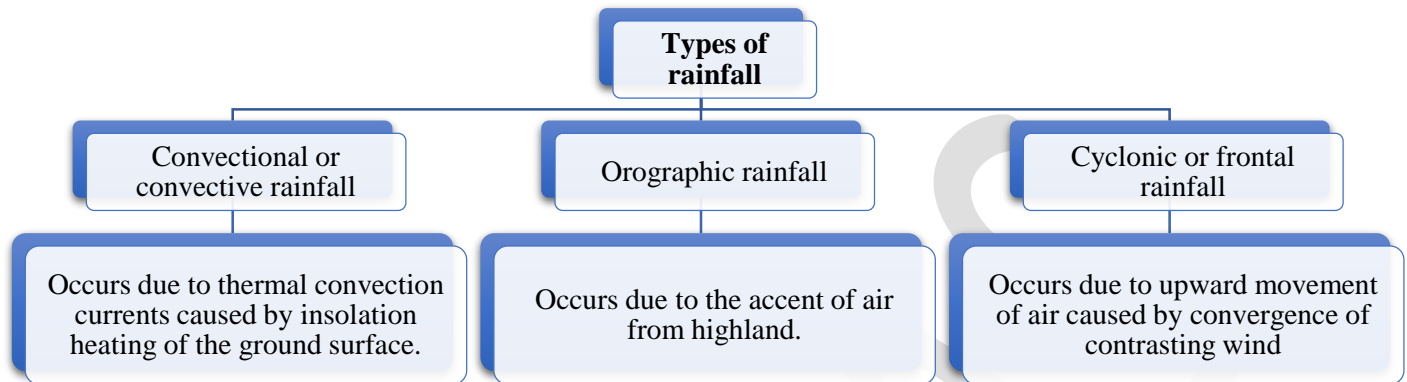 Types of
rainfall
Convectional or
convective rainfall
Orographic rainfall
Cyclonic or frontal
rainfall
Occurs due to thermal convection
currents caused by insolation
heating of the ground surface.
Occurs due to the accent of air
from highland.
Occurs due to upward movement
of air caused by convergence of
contrasting wind